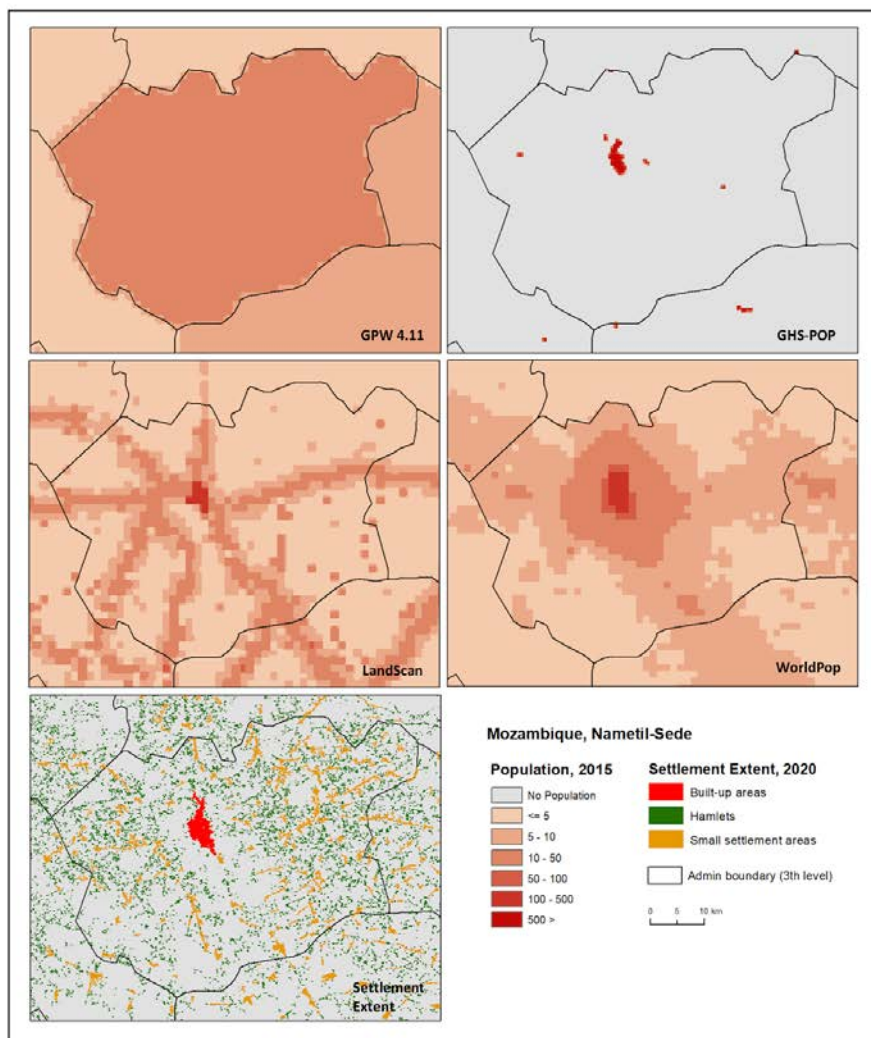 GPW 4.11
GHS-POP
LandScan
WorldPop
Settlement
Extent
Mozambique, Nametil-Sede
Population, 2015
No Population
<= 5
5 - 10
10 - 50
50 - 100
100 - 500
500 >
Settlement Extent, 2020
Built-up areas
Hamlets
Small settlement areas
Admin boundary (3th level)
0 5 10 km